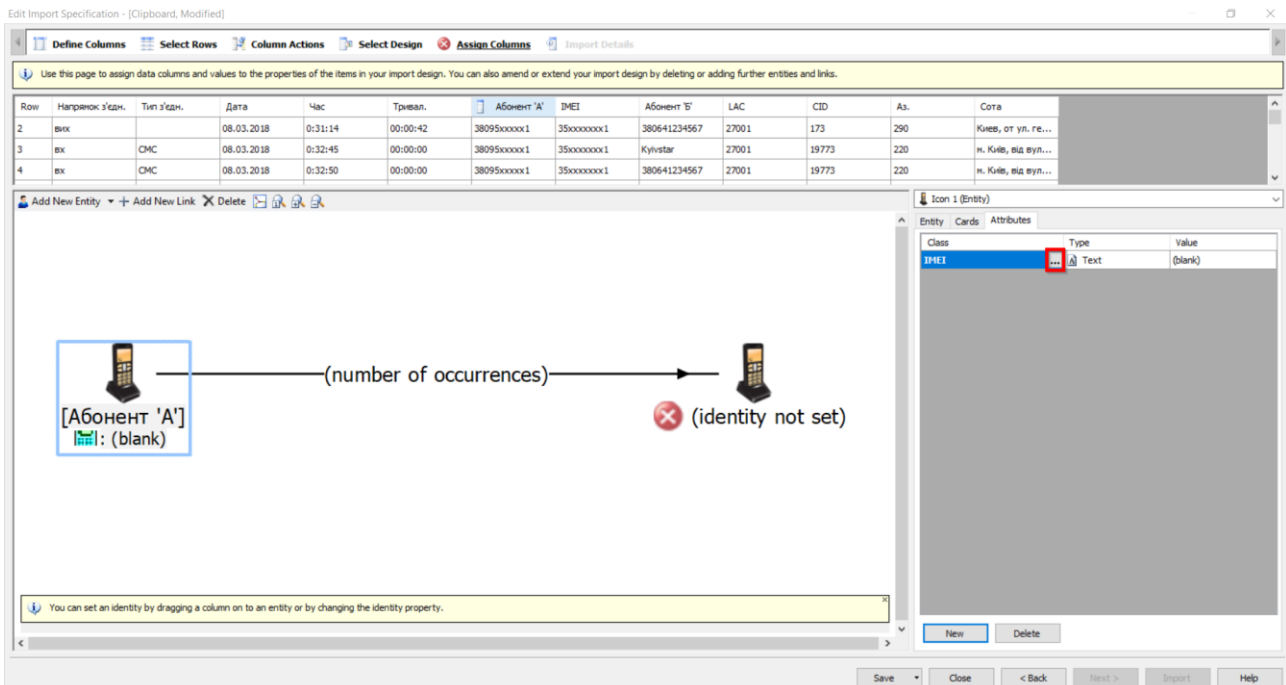 Edit Import Specification - [Clipboard, Modified]
Define Columns Select Rows Column Actions Select Design Assign Columns Import Details
Use this page to assign data columns and values to the properties of the items in your import design. You can also amend or extend your import design by deleting or adding further entities and links.
Row Напрямок з'єдн. Тип з'єдн. Дата Час Тривал. Абонент 'А' IMEI Абонент 'Б' LAC CID Аз. Сота
2 вих 08.03.2018 0:31:14 00:00:42 38095xxxxx1 35xxxxxxx1 380641234567 27001 173 290 Киев, от ул. ге...
3 вх СМС 08.03.2018 0:32:45 00:00:00 38095xxxxx1 35xxxxxxx1 Kyivstar 27001 19773 220 м. Київ, від вул...
4 вх СМС 08.03.2018 0:32:50 00:00:00 38095xxxxx1 35xxxxxxx1 380641234567 27001 19773 220 м. Київ, від вул...
Add New Entity Add New Link Delete
Icon 1 (Entity)
Entity Cards Attributes
Class Type Value
IMEI ... A Text (blank)
(number of occurrences)
[Абонент 'А']
: (blank)
(identity not set)
You can set an identity by dragging a column on to an entity or by changing the identity property.
New Delete
Save Close < Back Next > Import Help